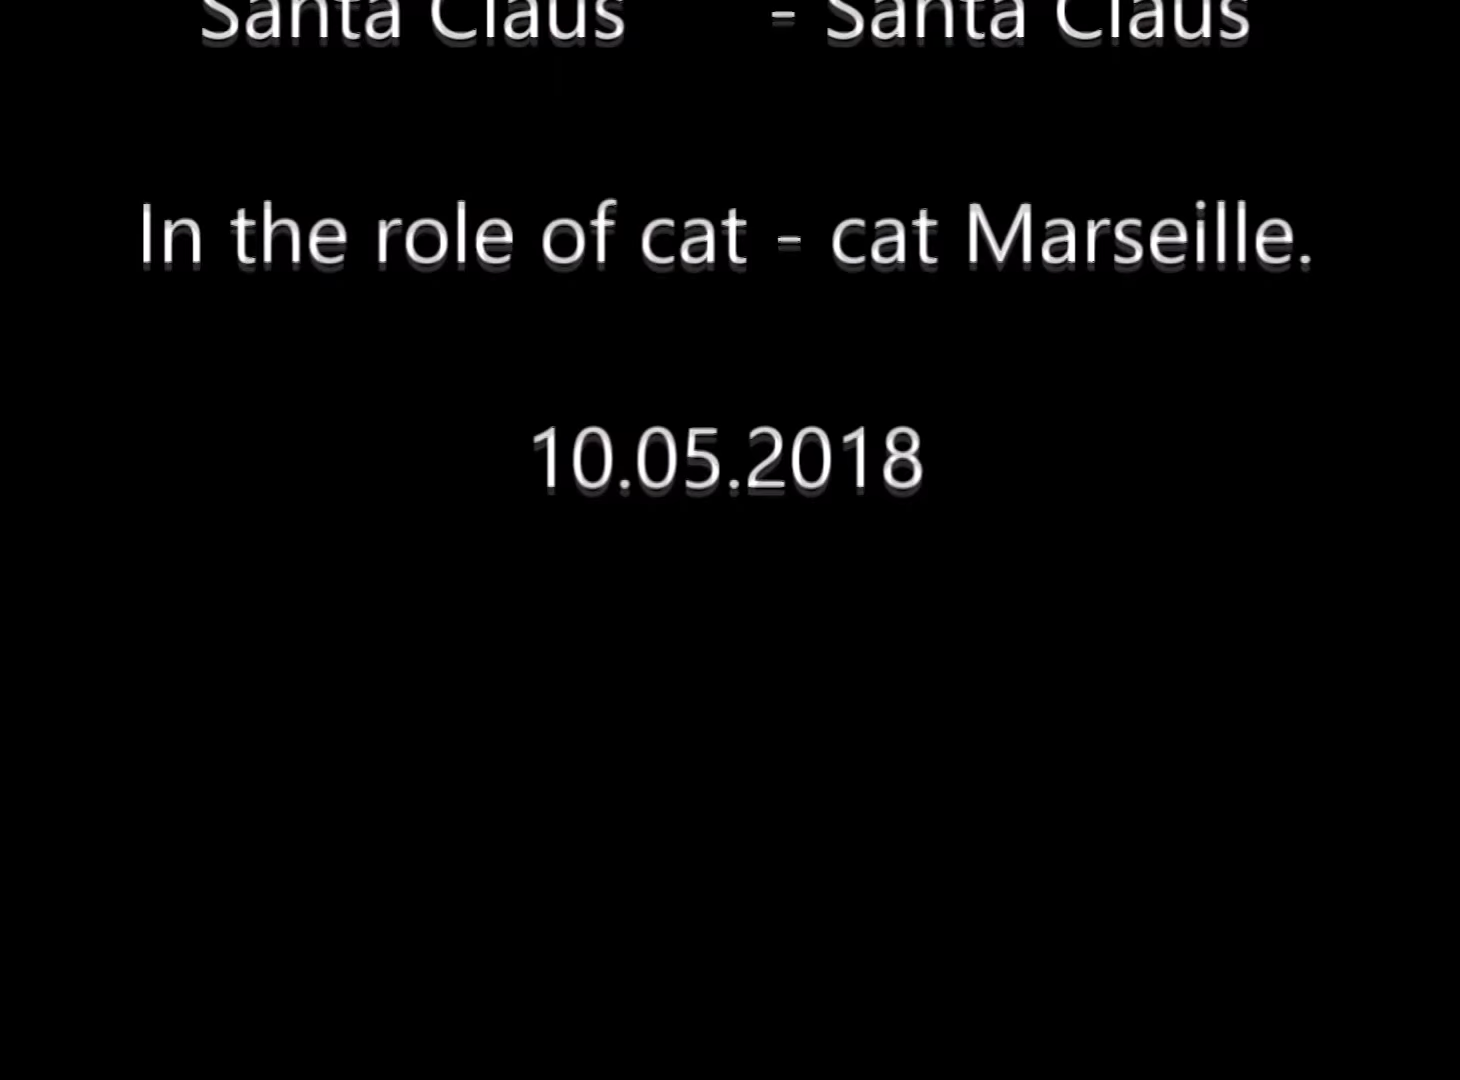 Santa Claus - Santa Claus
In the role of cat - cat Marseille.
10.05.2018